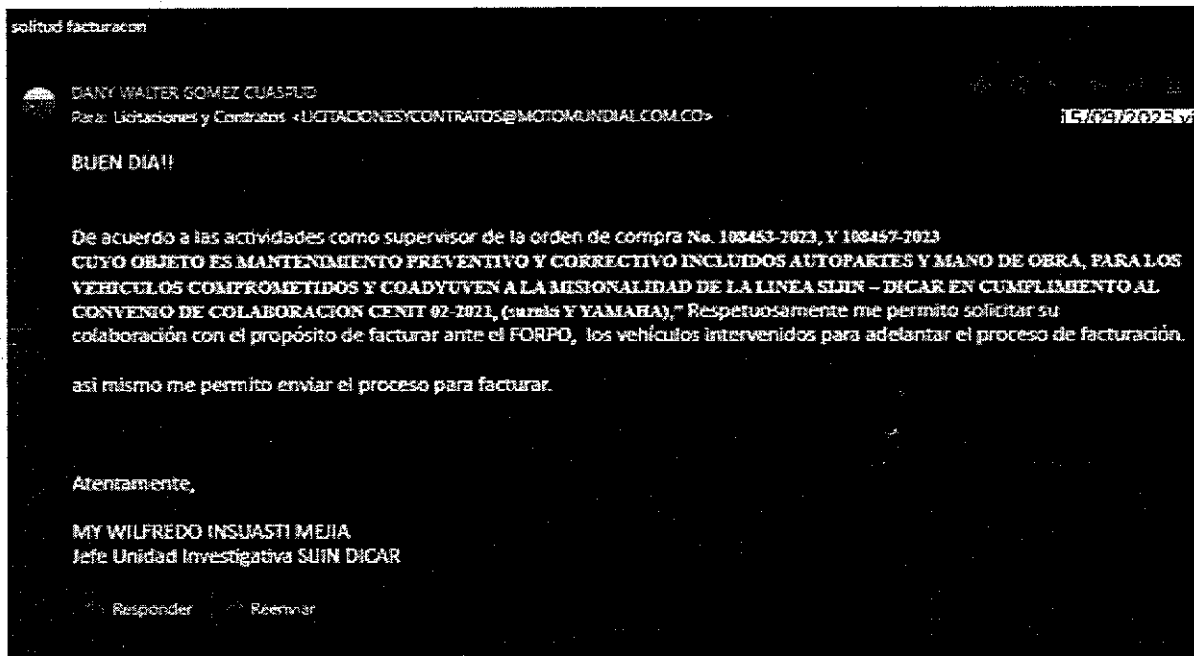 solitud facturacon
DANY WALTER GOMEZ CUASPUD
Para: Licitaciones y Contratos <LICITACIONESYCONTRATOS@MOTOMUNDIAL.COM.CO>
15/09/2023
BUEN DIA!!
De acuerdo a las actividades como supervisor de la orden de compra No. 108453-2023, Y 108457-2023
CUYO OBJETO ES MANTENIMIENTO PREVENTIVO Y CORRECTIVO INCLUIDOS AUTOPARTES Y MANO DE OBRA, PARA LOS
VEHICULOS COMPROMETIDOS Y COADYUVEN A LA MISIONALIDAD DE LA LINEA SIJIN – DICAR EN CUMPLIMIENTO AL
CONVENIO DE COLABORACION CENIT 02-2021, (suzuki Y YAMAHA)," Respetuosamente me permito solicitar su
colaboración con el propósito de facturar ante el FORPO, los vehículos intervenidos para adelantar el proceso de facturación.
asi mismo me permito enviar el proceso para facturar.
Atentamente,
MY WILFREDO INSUASTI MEJIA
Jefe Unidad Investigativa SIJIN DICAR
Responder Reenviar